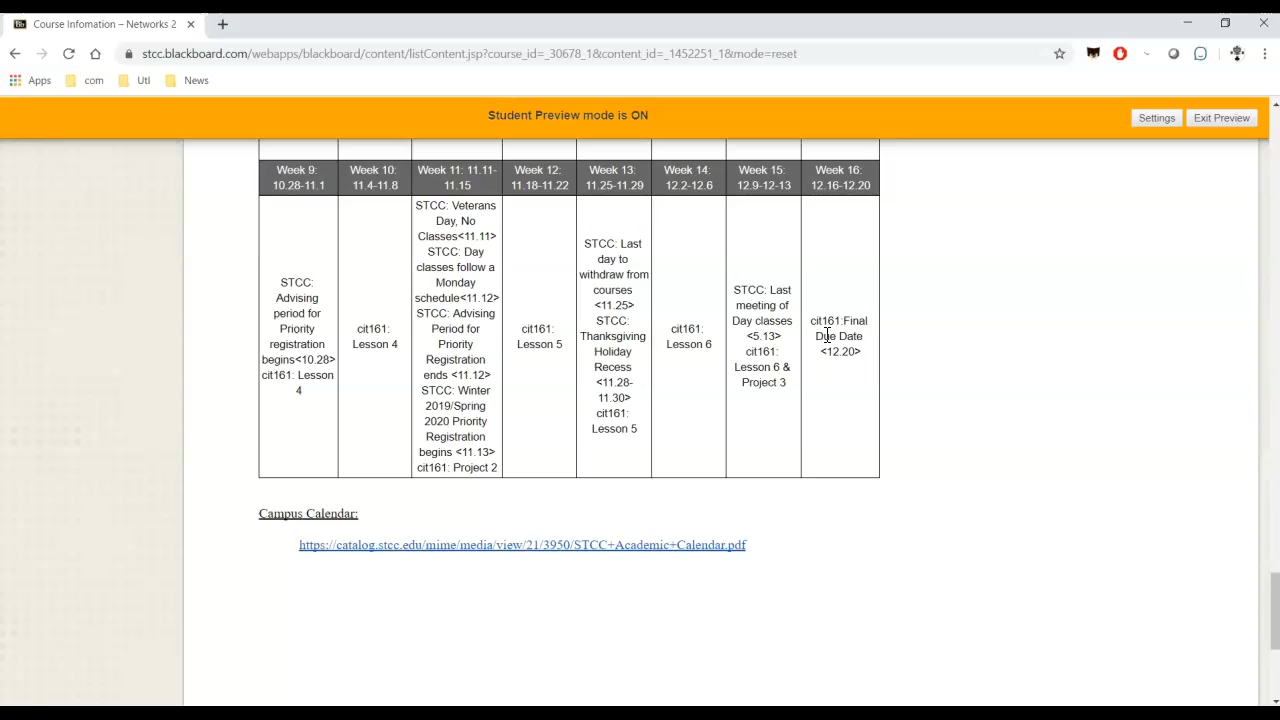 Course Infomation – Networks 2
stcc.blackboard.com/webapps/blackboard/content/listContent.jsp?course_id=_30678_1&content_id=_1452251_1&mode=reset
Apps
com
Utl
News
Student Preview mode is ON
Settings
Exit Preview
Week 9:
10.28-11.1
Week 10:
11.4-11.8
Week 11: 11.11-
11.15
Week 12:
11.18-11.22
Week 13:
11.25-11.29
Week 14:
12.2-12.6
Week 15:
12.9-12-13
Week 16:
12.16-12.20
STCC:
Advising
period for
Priority
registration
begins<10.28>
cit161: Lesson
4
cit161:
Lesson 4
STCC: Veterans
Day, No
Classes<11.11>
STCC: Day
classes follow a
Monday
schedule<11.12>
STCC: Advising
Period for
Priority
Registration
ends <11.12>
STCC: Winter
2019/Spring
2020 Priority
Registration
begins <11.13>
cit161: Project 2
cit161:
Lesson 5
STCC: Last
day to
withdraw from
courses
<11.25>
STCC:
Thanksgiving
Holiday
Recess
<11.28-
11.30>
cit161:
Lesson 5
cit161:
Lesson 6
STCC: Last
meeting of
Day classes
<5.13>
cit161:
Lesson 6 &
Project 3
cit161:Final
Due Date
<12.20>
Campus Calendar:
https://catalog.stcc.edu/mime/media/view/21/3950/STCC+Academic+Calendar.pdf